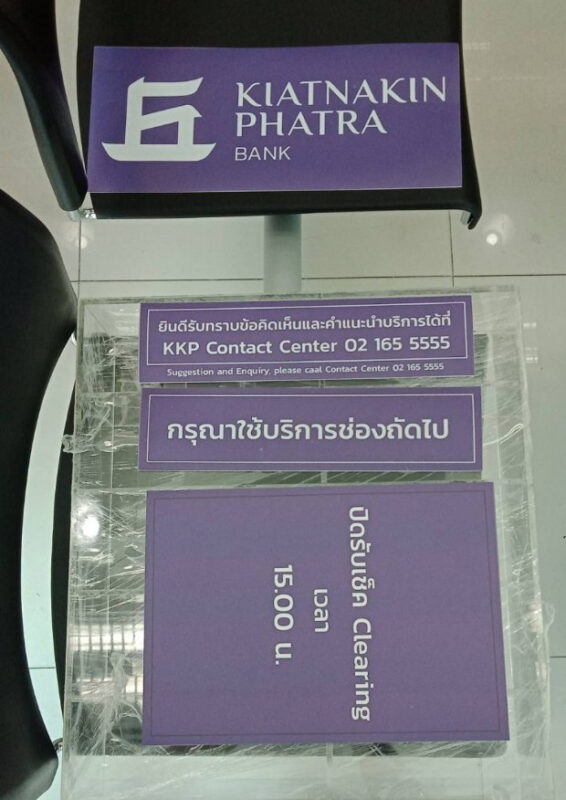 KIATNAKIN
PHATRA
BANK
ยินดีรับทราบข้อคิดเห็นและคำแนะนำบริการได้ที่
KKP Contact Center 02 165 5555
Suggestion and Enquiry, please caal Contact Center 02 165 5555
กรุณาใช้บริการช่องถัดไป
ปิดรับเช็ค Clearing
เวลา
15.00 น.